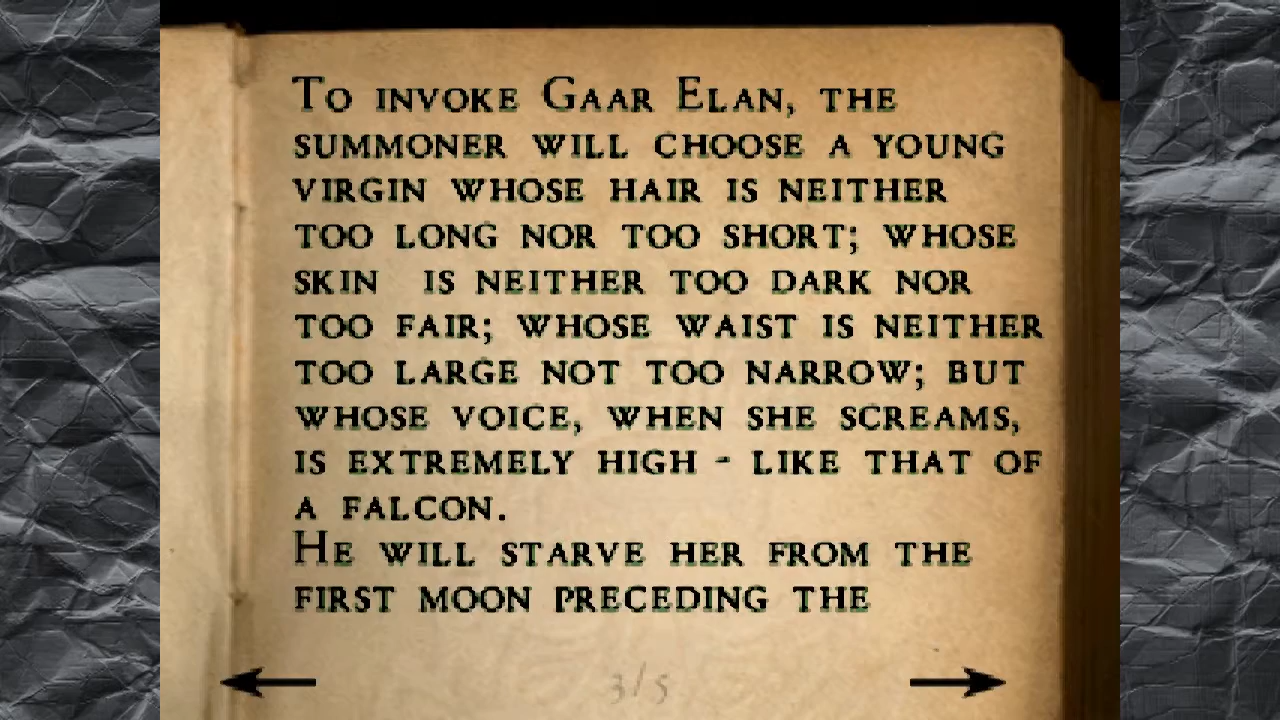 To invoke Gaar Elan, the
summoner will choose a young
virgin whose hair is neither
too long nor too short; whose
skin is neither too dark nor
too fair; whose waist is neither
too large not too narrow; but
whose voice, when she screams,
is extremely high - like that of
a falcon.
He will starve her from the
first moon preceding the
3/5